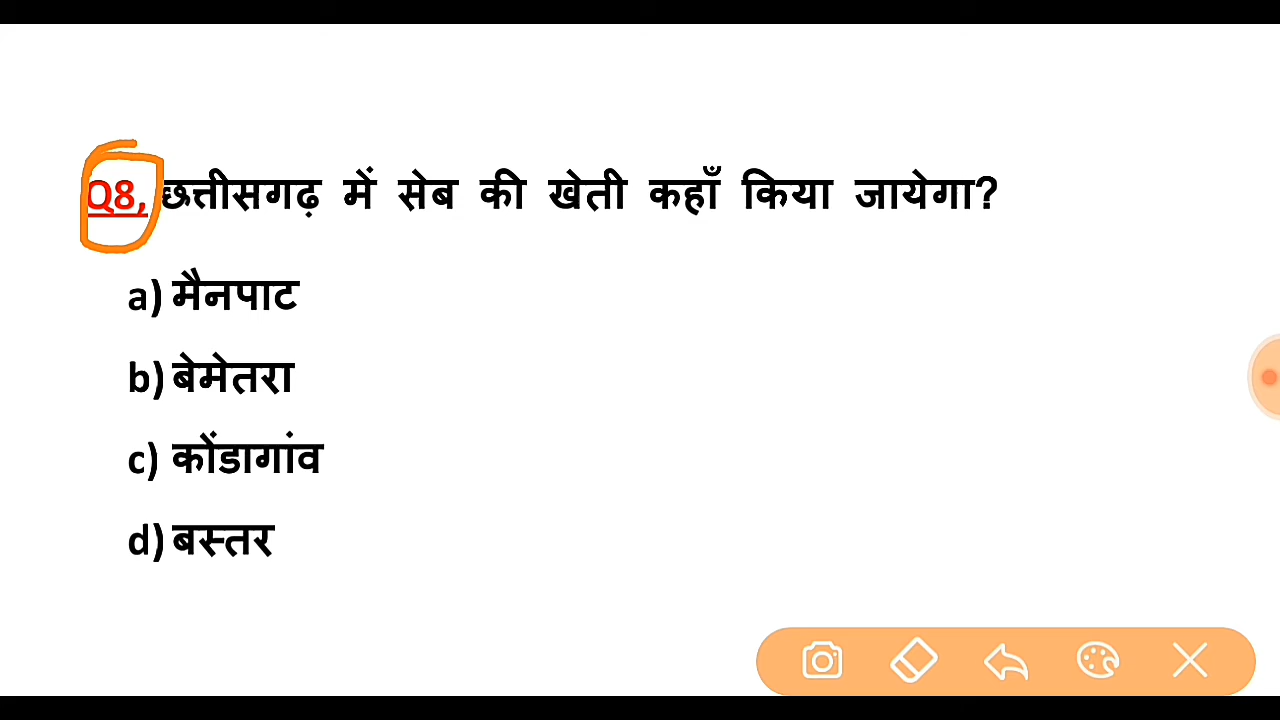 Q8, छत्तीसगढ़ में सेब की खेती कहाँ किया जायेगा?
a) मैनपाट
b) बेमेतरा
c) कोंडागांव
d) बस्तर